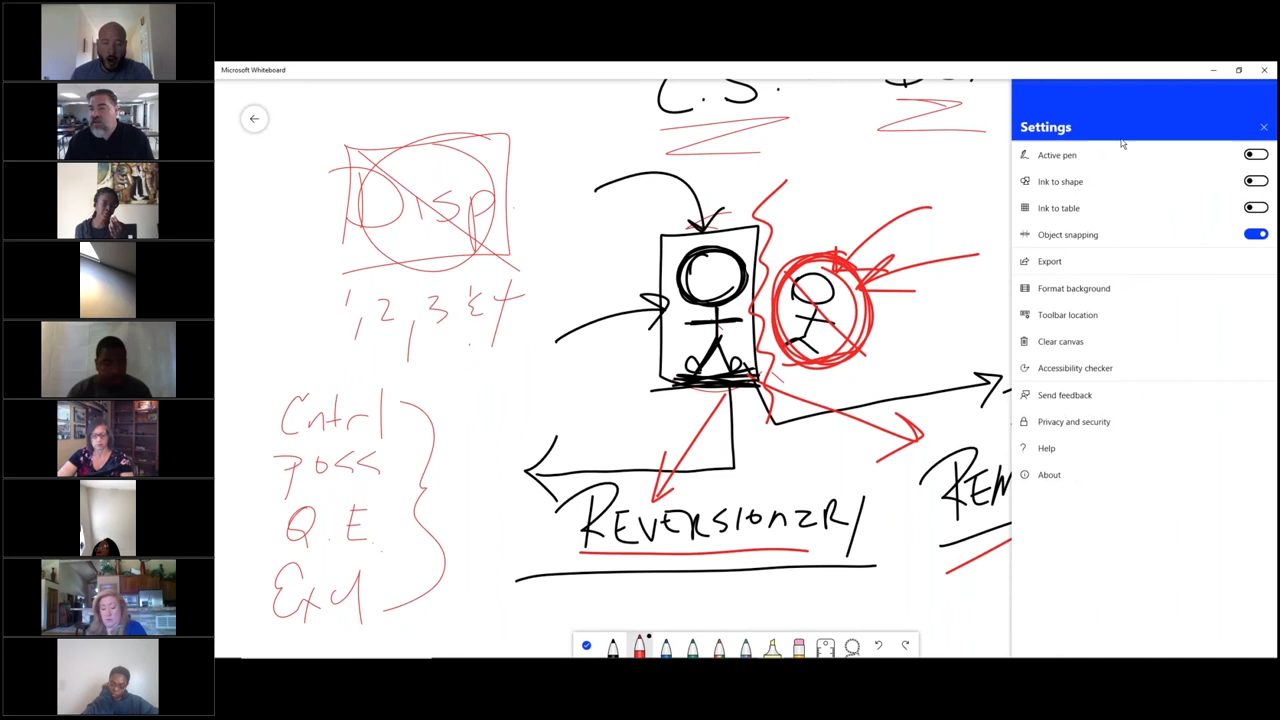 Microsoft Whiteboard
C.S.
Settings
Active pen
Ink to shape
Ink to table
Object snapping
Export
Format background
Toolbar location
Clear canvas
Accessibility checker
Send feedback
Privacy and security
Help
About
Disp
1, 2, 3 & 4
Cntrl
Poss
Q.E.
Excl
REVERSIONARY
REM